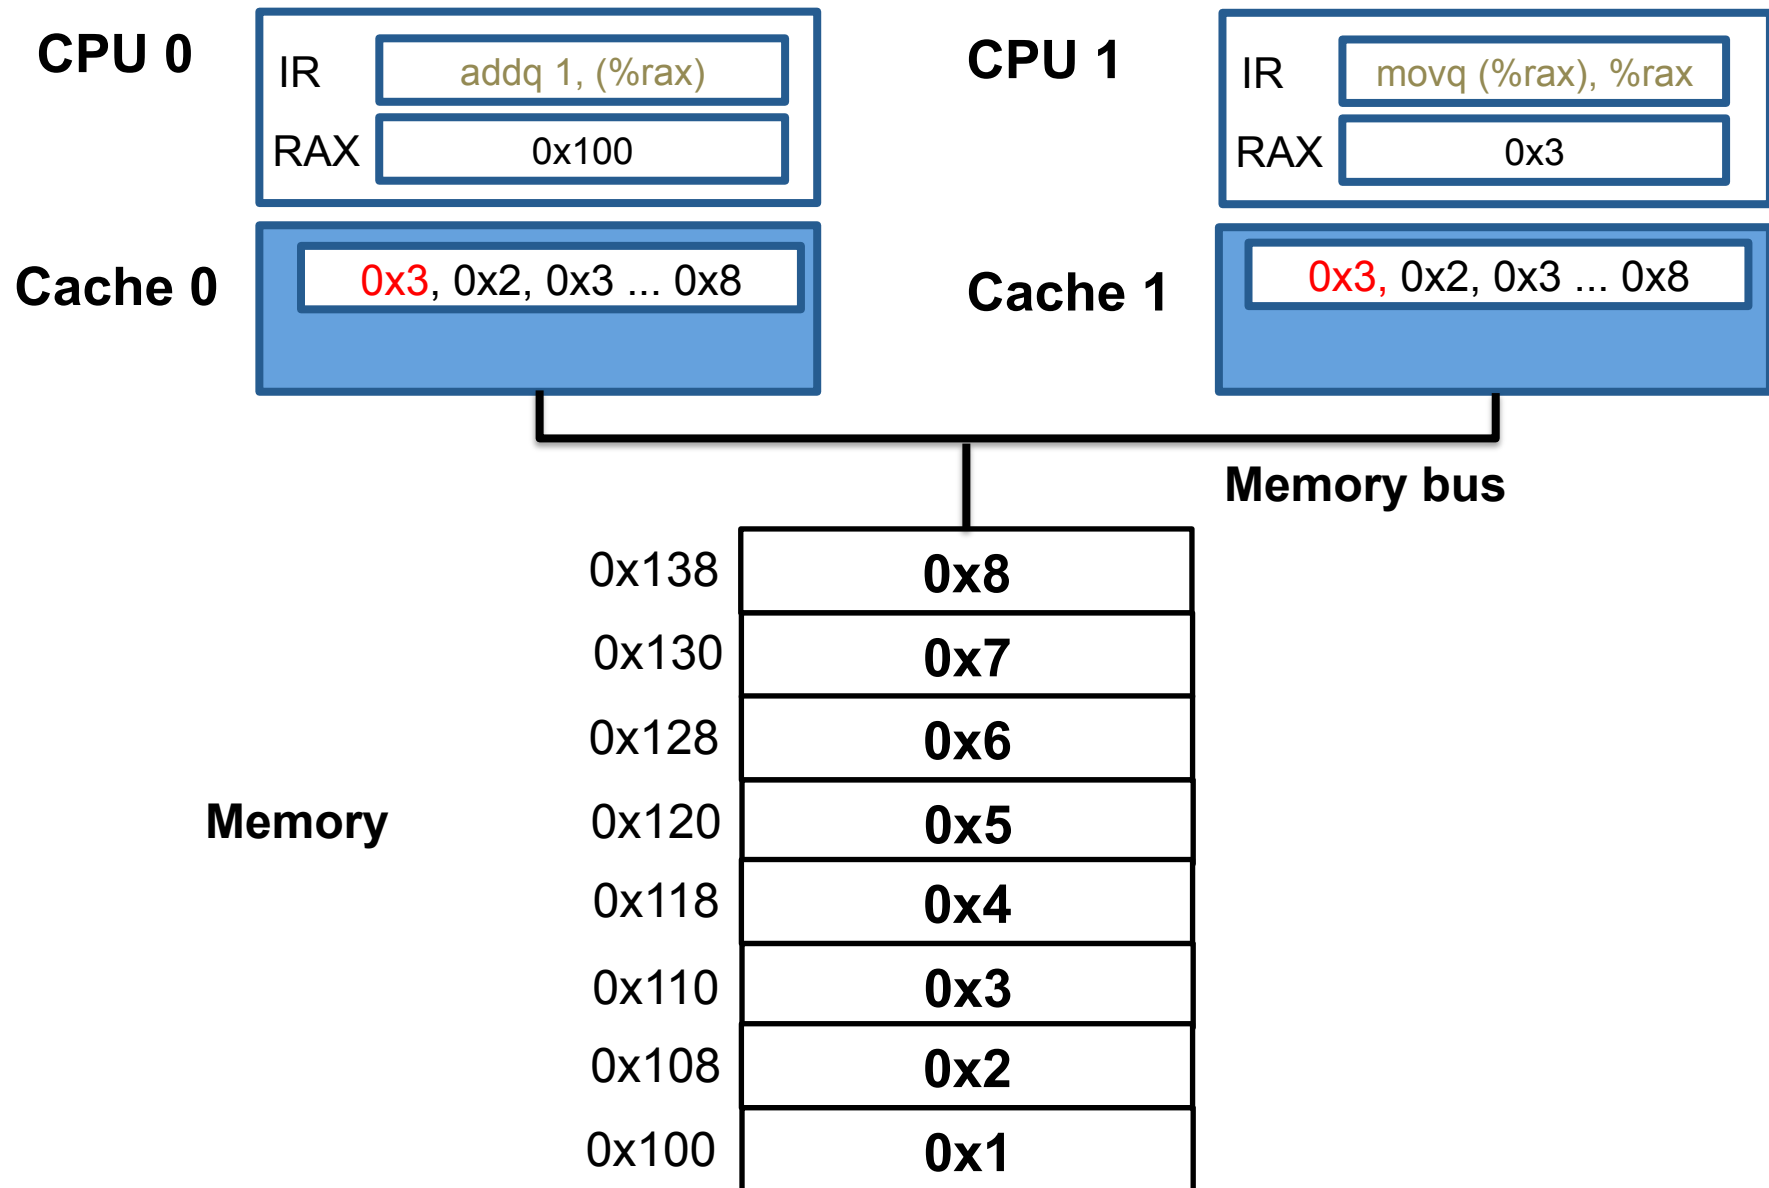 CPU 0
IR
addq 1, (%rax)
RAX
0x100
CPU 1
IR
movq (%rax), %rax
RAX
0x3
Cache 0
0x3, 0x2, 0x3 ... 0x8
Cache 1
0x3, 0x2, 0x3 ... 0x8
Memory bus
0x138
0x8
0x130
0x7
0x128
0x6
Memory
0x120
0x5
0x118
0x4
0x110
0x3
0x108
0x2
0x100
0x1